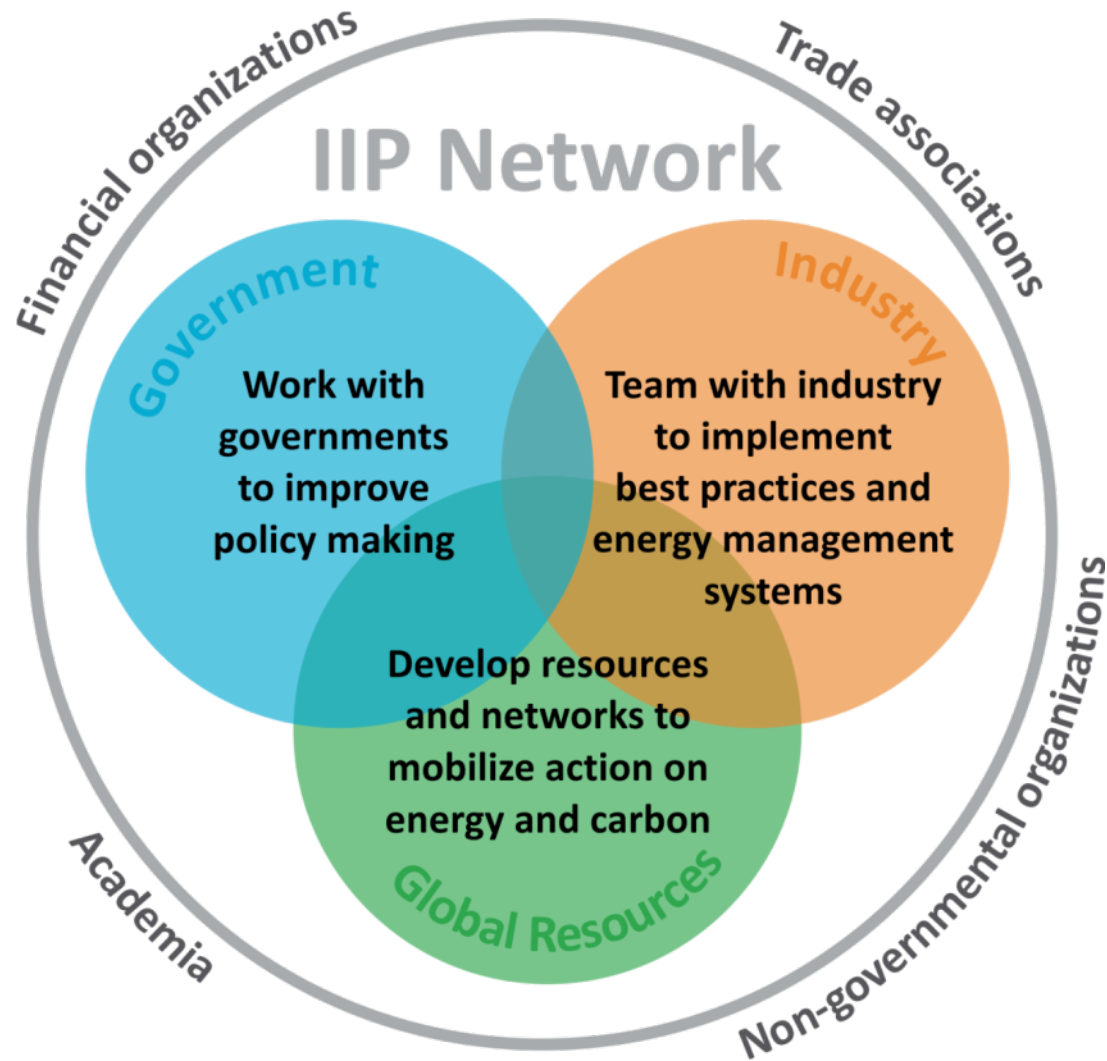 Financial organizations
Trade associations
IIP Network
Government
Industry
Work with
governments
to improve
policy making
Team with industry
to implement
best practices and
energy management
systems
Develop resources
and networks to
mobilize action on
energy and carbon
Global Resources
Academia
Non-governmental organizations